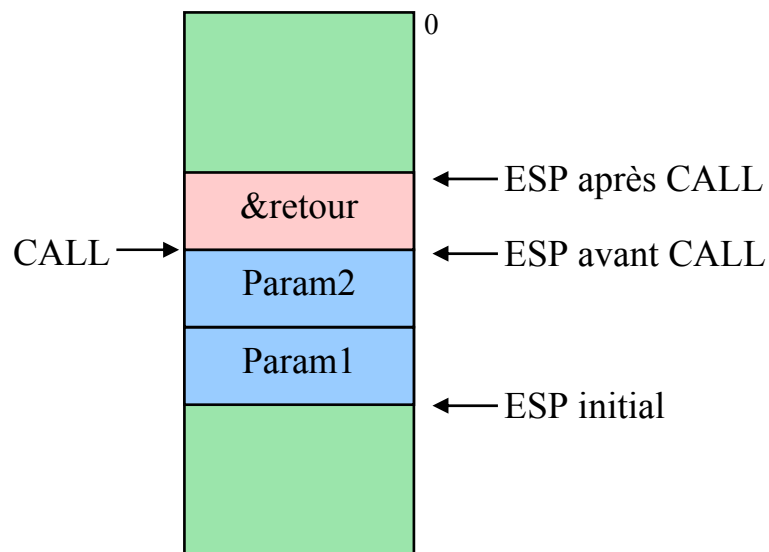 0
ESP après CALL
&retour
CALL
ESP avant CALL
Param2
Param1
ESP initial